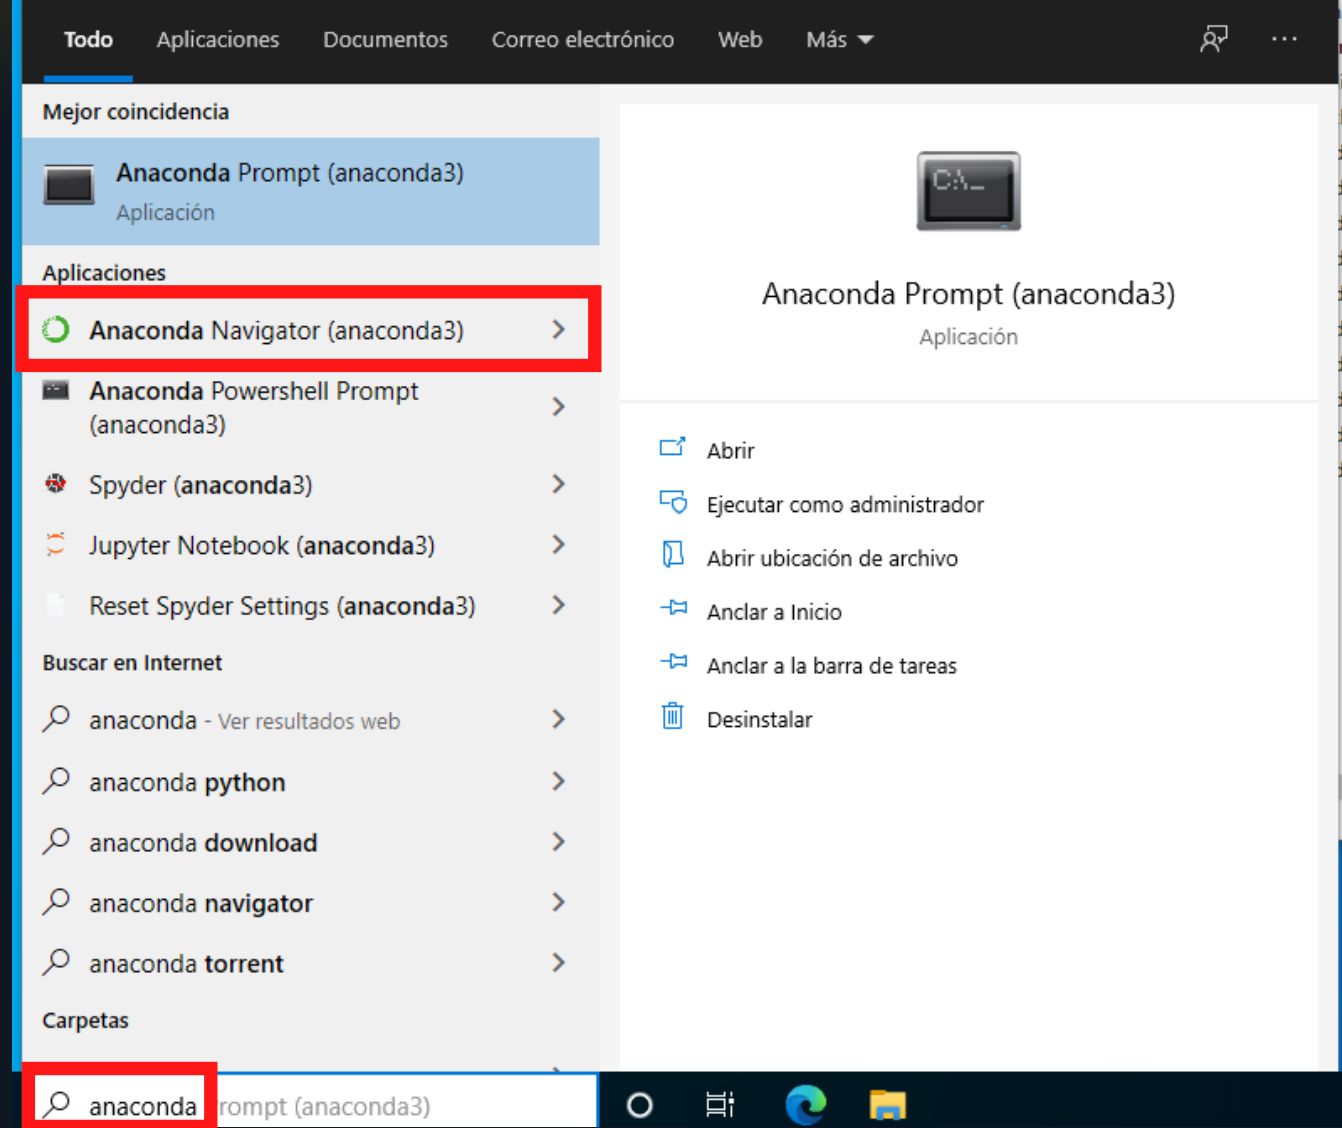 Todo Aplicaciones Documentos Correo electrónico Web Más
Mejor coincidencia
Anaconda Prompt (anaconda3)
Aplicación
Aplicaciones
Anaconda Navigator (anaconda3)
Anaconda Powershell Prompt
(anaconda3)
Spyder (anaconda3)
Jupyter Notebook (anaconda3)
Reset Spyder Settings (anaconda3)
Buscar en Internet
anaconda - Ver resultados web
anaconda python
anaconda download
anaconda navigator
anaconda torrent
Carpetas
anaconda rompt (anaconda3)
C:\_
Anaconda Prompt (anaconda3)
Aplicación
Abrir
Ejecutar como administrador
Abrir ubicación de archivo
Anclar a Inicio
Anclar a la barra de tareas
Desinstalar